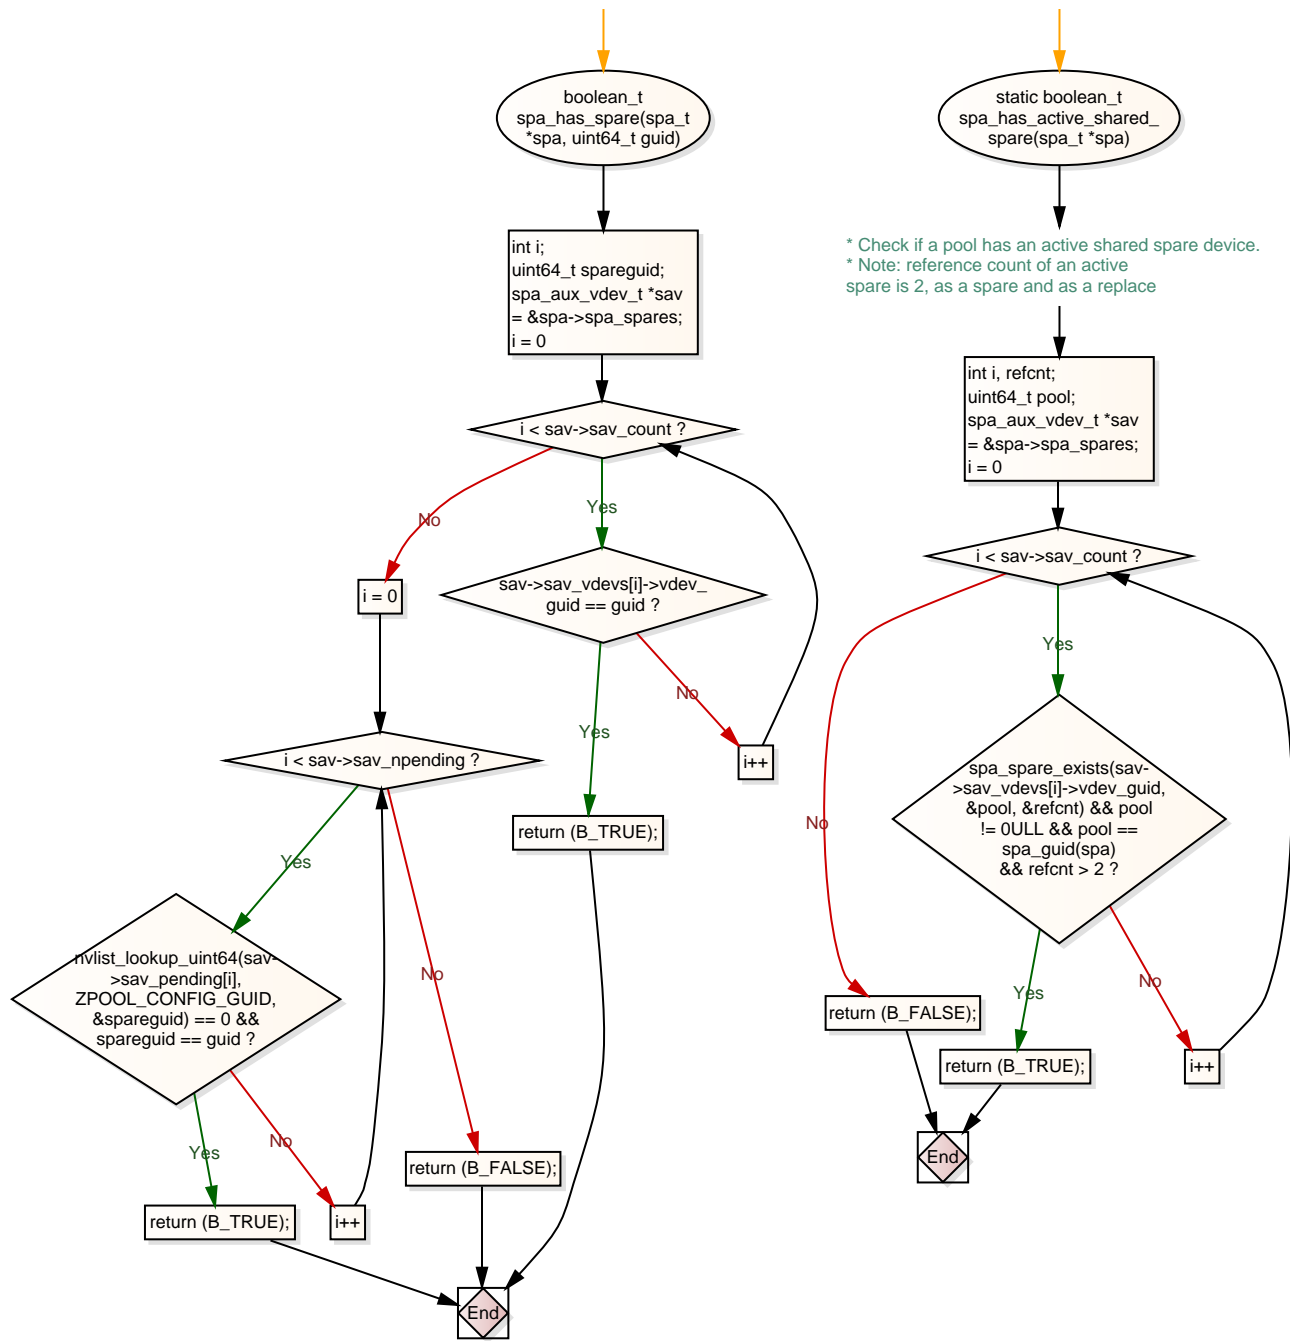 boolean_t
spa_has_spare(spa_t
*spa, uint64_t guid)
int i;
uint64_t spareguid;
spa_aux_vdev_t *sav
= &spa->spa_spares;
i = 0
i < sav->sav_count ?
No
Yes
i = 0
sav->sav_vdevs[i]->vdev_
guid == guid ?
No
Yes
i++
i < sav->sav_npending ?
return (B_TRUE);
Yes
No
nvlist_lookup_uint64(sav-
>sav_pending[i],
ZPOOL_CONFIG_GUID,
&spareguid) == 0 &&
spareguid == guid ?
Yes
No
return (B_FALSE);
return (B_TRUE);
i++
End
static boolean_t
spa_has_active_shared_
spare(spa_t *spa)
* Check if a pool has an active shared spare device.
* Note: reference count of an active
spare is 2, as a spare and as a replace
int i, refcnt;
uint64_t pool;
spa_aux_vdev_t *sav
= &spa->spa_spares;
i = 0
i < sav->sav_count ?
Yes
No
spa_spare_exists(sav-
>sav_vdevs[i]->vdev_guid,
&pool, &refcnt) && pool
!= 0ULL && pool ==
spa_guid(spa)
&& refcnt > 2 ?
Yes
No
return (B_FALSE);
return (B_TRUE);
i++
End